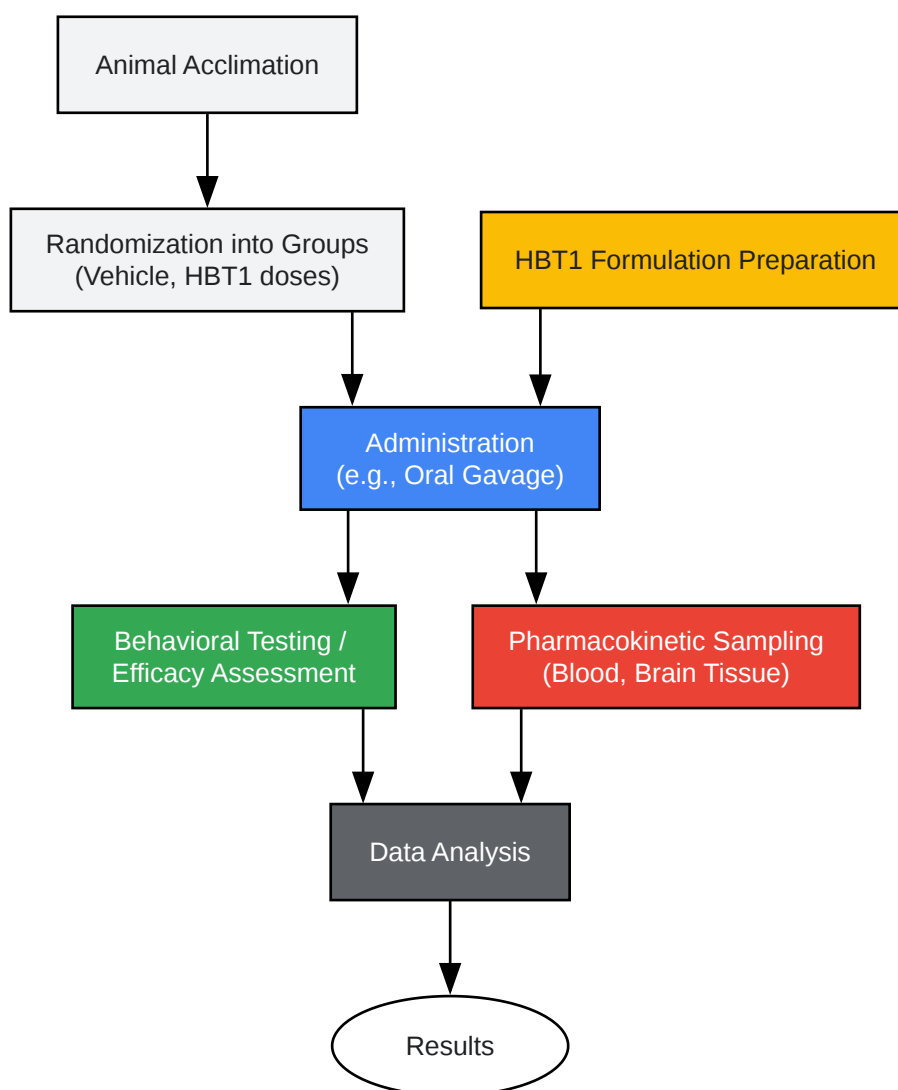 Animal Acclimation
Randomization into Groups
(Vehicle, HBT1 doses)
HBT1 Formulation Preparation
Administration
(e.g., Oral Gavage)
Behavioral Testing /
Efficacy Assessment
Pharmacokinetic Sampling
(Blood, Brain Tissue)
Data Analysis
Results